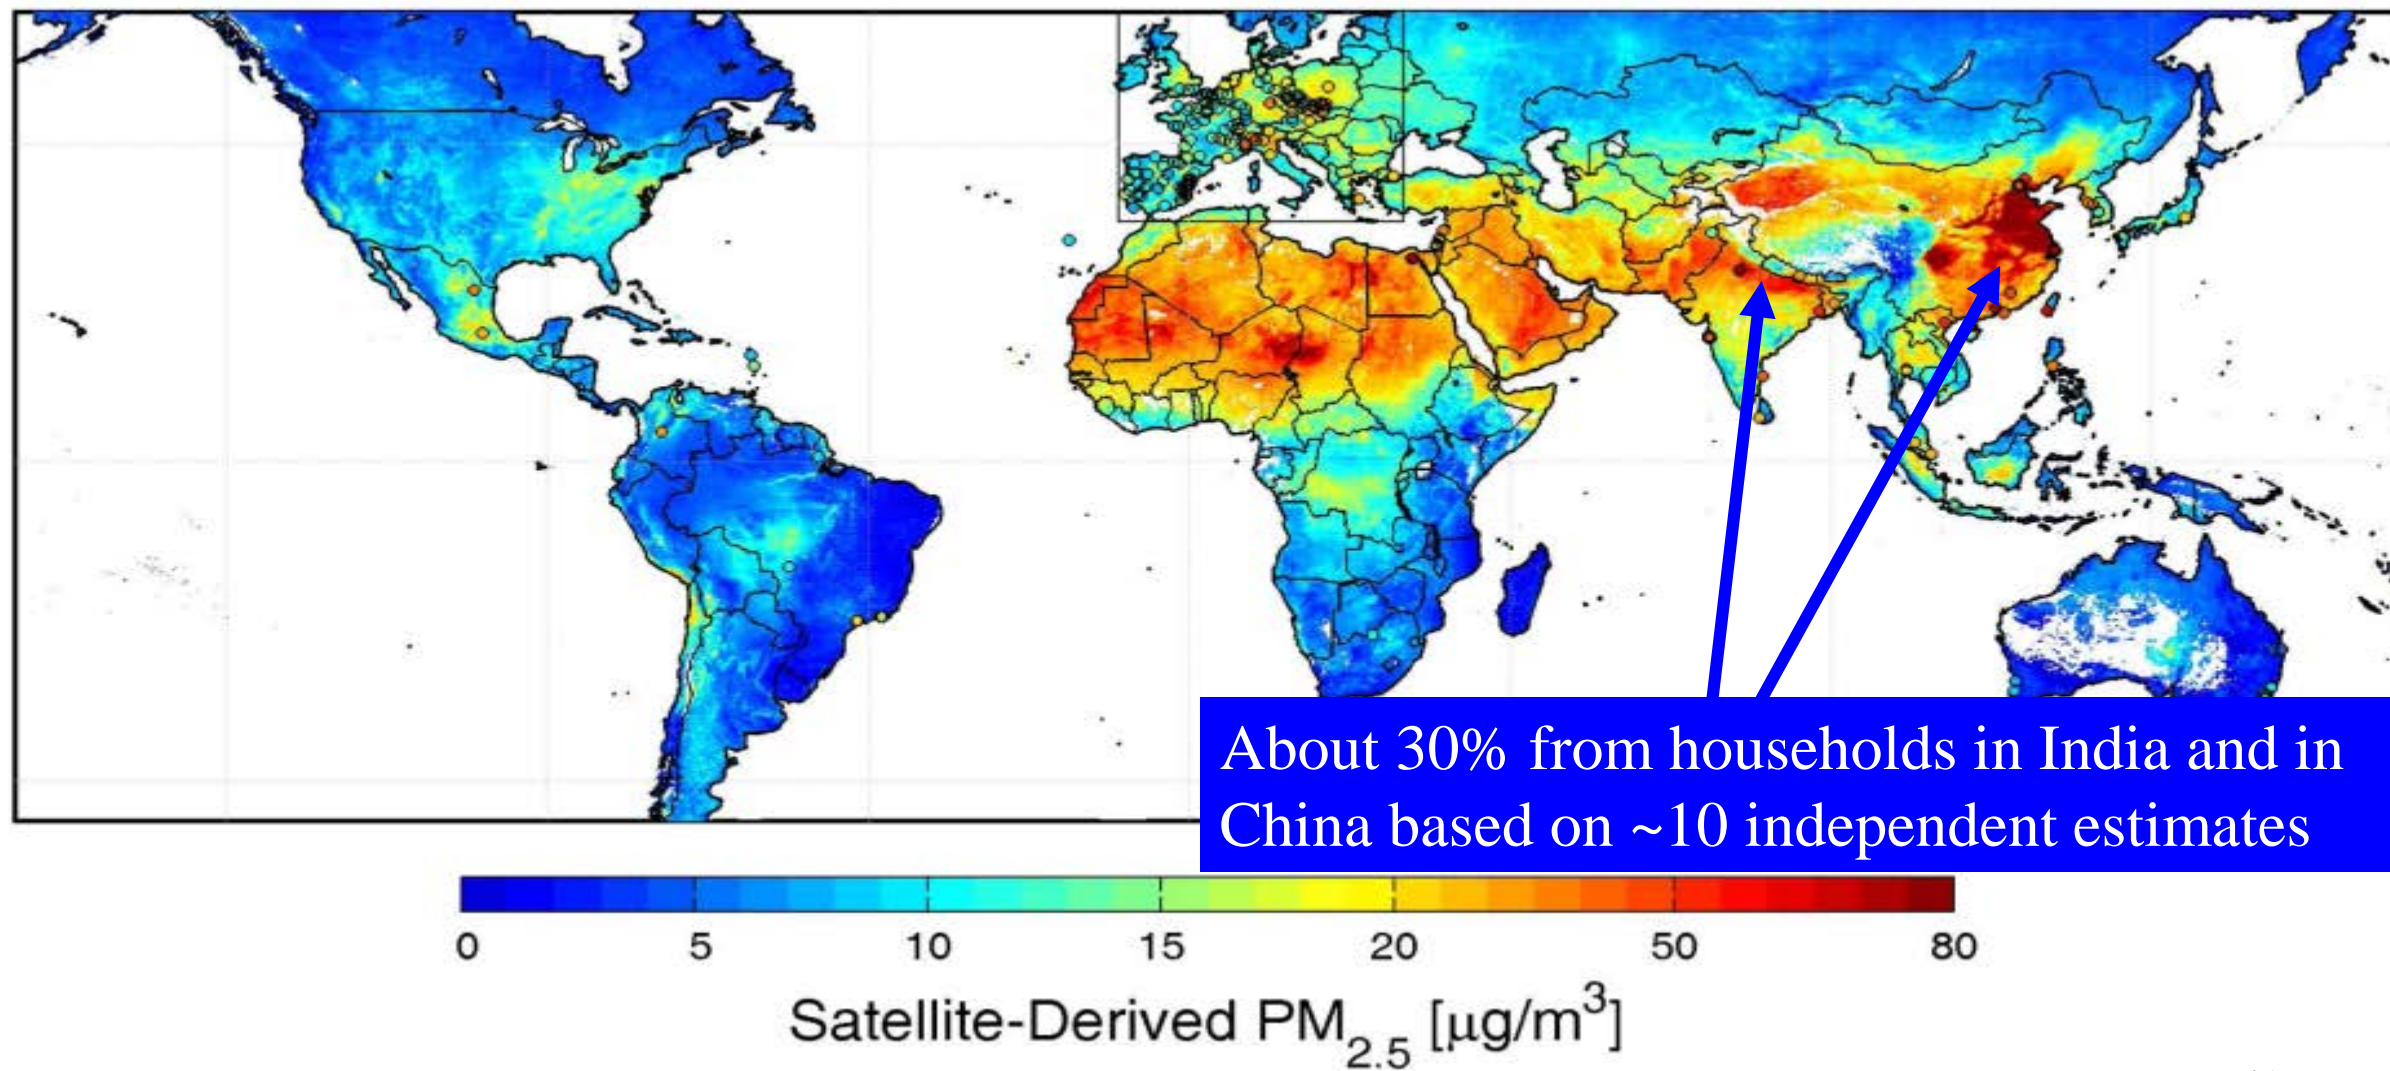 About 30% from households in India and in
China based on ~10 independent estimates
0 5 10 15 20 50 80
Satellite-Derived PM2.5 [μg/m3]